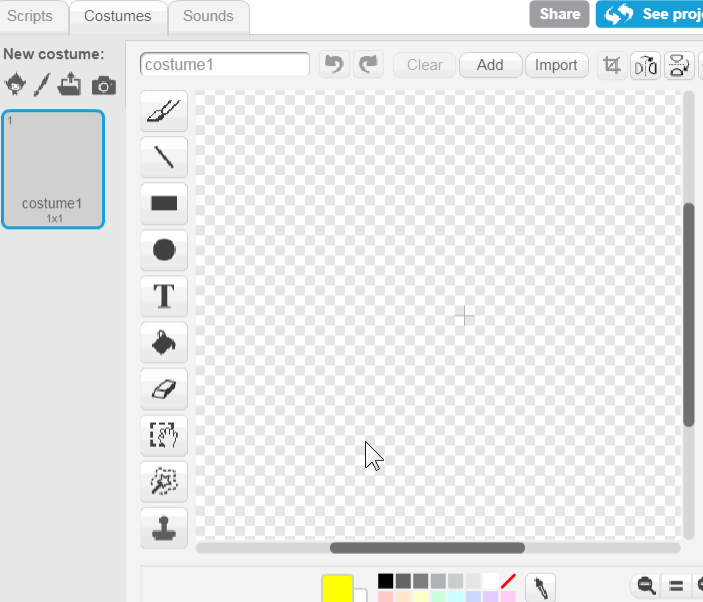 Scripts
Costumes
Sounds
Share
See proj
New costume:
costume1
Clear
Add
Import
1
costume1
1x1
T